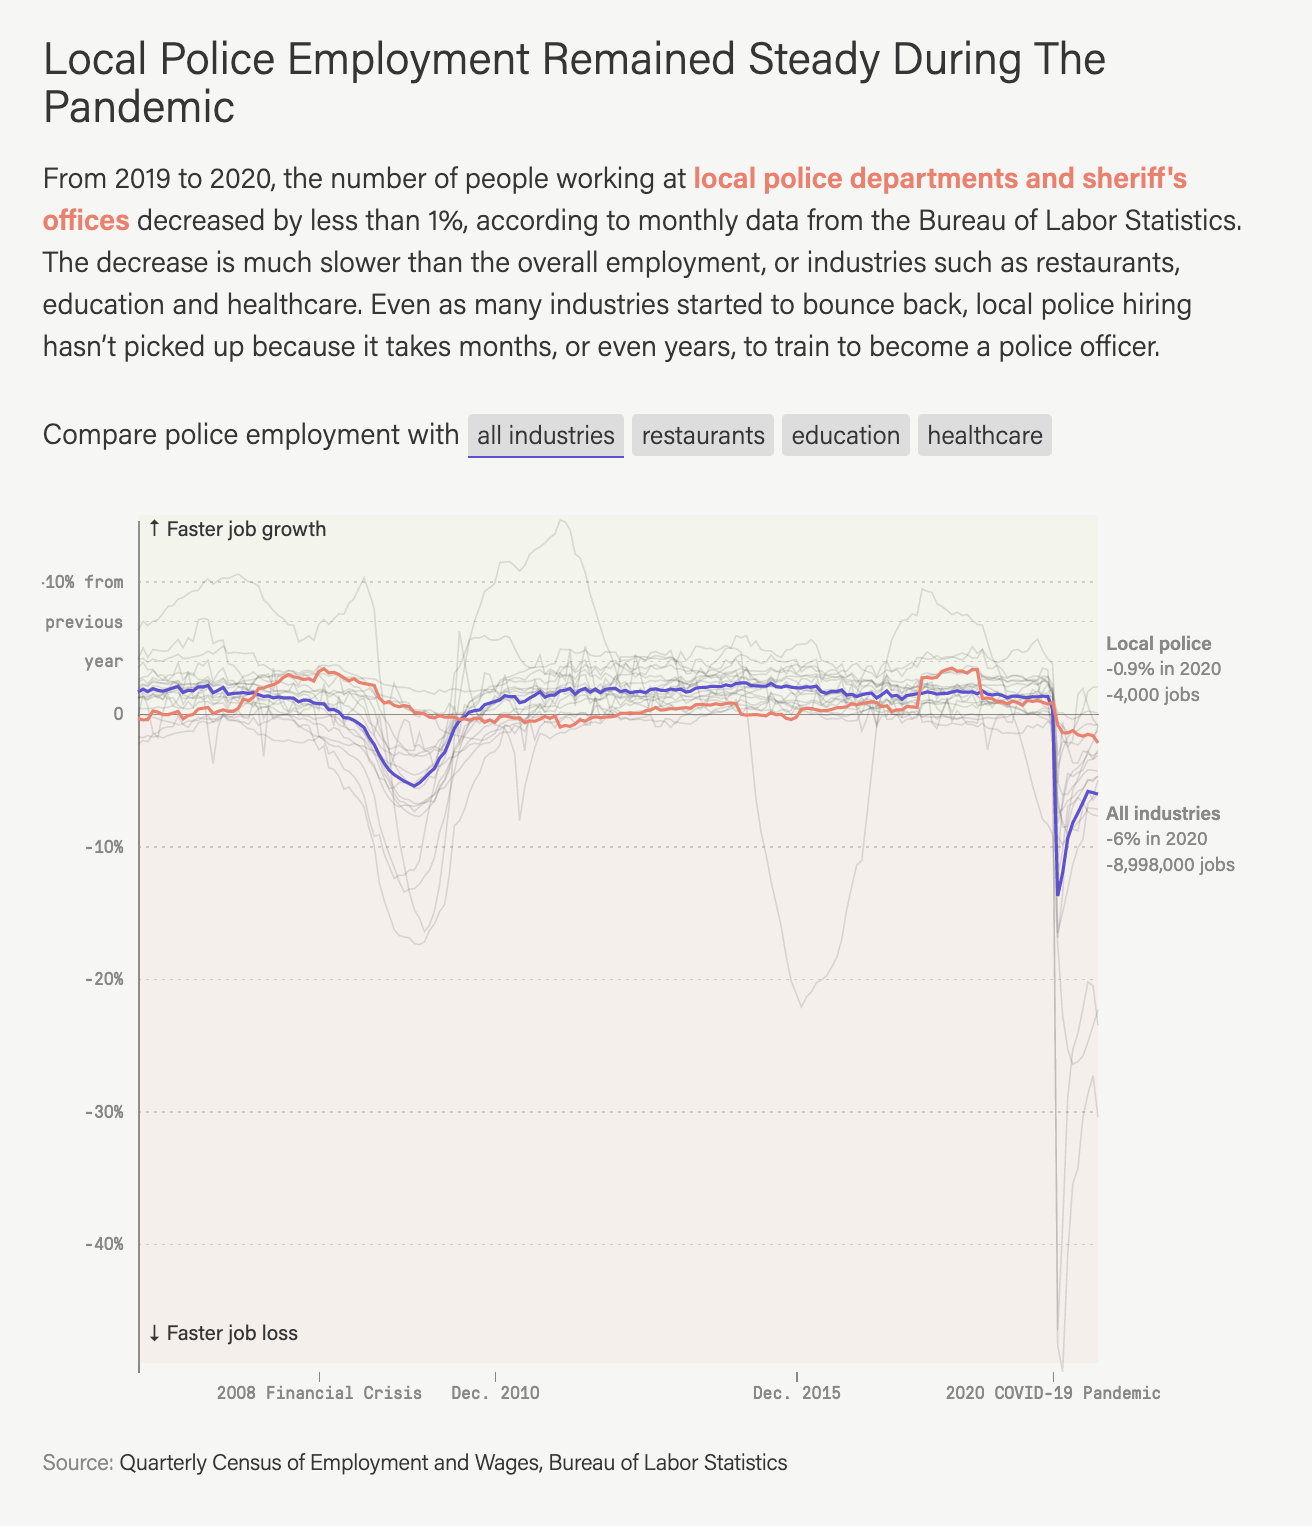 Local Police Employment Remained Steady During The
Pandemic
From 2019 to 2020, the number of people working at local police departments and sheriff's
offices decreased by less than 1%, according to monthly data from the Bureau of Labor Statistics.
The decrease is much slower than the overall employment, or industries such as restaurants,
education and healthcare. Even as many industries started to bounce back, local police hiring
hasn’t picked up because it takes months, or even years, to train to become a police officer.
Compare police employment with all industries restaurants education healthcare
↑ Faster job growth
10% from
previous
year
0
-10%
-20%
-30%
-40%
Local police
-0.9% in 2020
-4,000 jobs
All industries
-6% in 2020
-8,998,000 jobs
↓ Faster job loss
2008 Financial Crisis Dec. 2010 Dec. 2015 2020 COVID-19 Pandemic
Source: Quarterly Census of Employment and Wages, Bureau of Labor Statistics